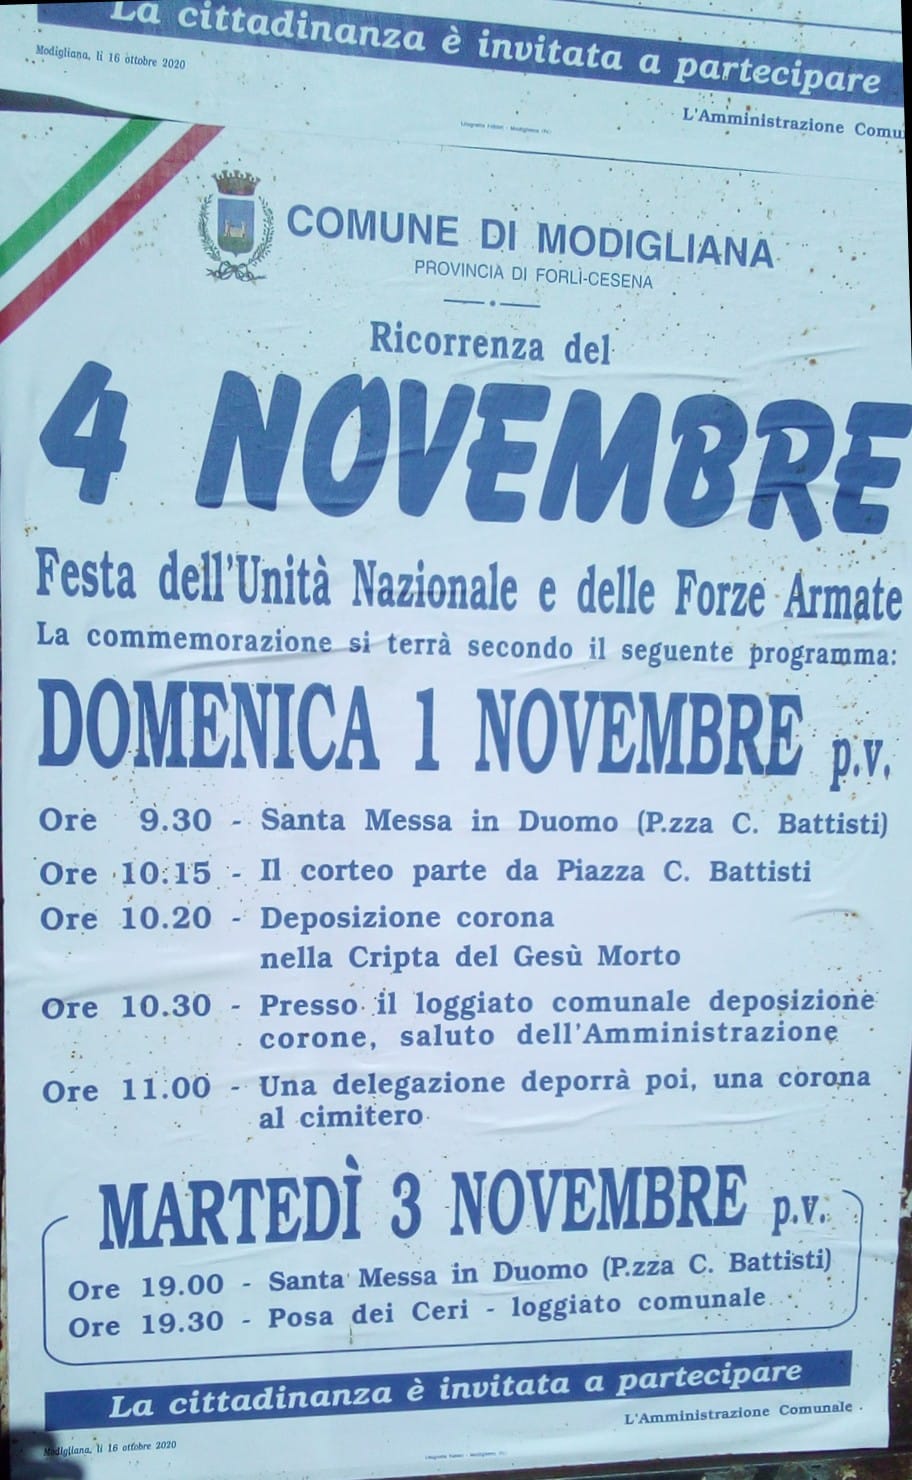 La cittadinanza è invitata a partecipare
Modigliana, lì 16 ottobre 2020
L'Amministrazione Comu
COMUNE DI MODIGLIANA
PROVINCIA DI FORLÌ-CESENA
Ricorrenza del
4 NOVEMBRE
Festa dell'Unità Nazionale e delle Forze Armate
La commemorazione si terrà secondo il seguente programma:
DOMENICA 1 NOVEMBRE p.v.
Ore 9.30 - Santa Messa in Duomo (P.zza C. Battisti)
Ore 10.15 - Il corteo parte da Piazza C. Battisti
Ore 10.20 - Deposizione corona
nella Cripta del Gesù Morto
Ore 10.30 - Presso il loggiato comunale deposizione
corone, saluto dell'Amministrazione
Ore 11.00 - Una delegazione deporrà poi, una corona
al cimitero
MARTEDÌ 3 NOVEMBRE p.v.
Ore 19.00 - Santa Messa in Duomo (P.zza C. Battisti)
Ore 19.30 - Posa dei Ceri - loggiato comunale
La cittadinanza è invitata a partecipare
L'Amministrazione Comunale
Modigliana, lì 16 ottobre 2020